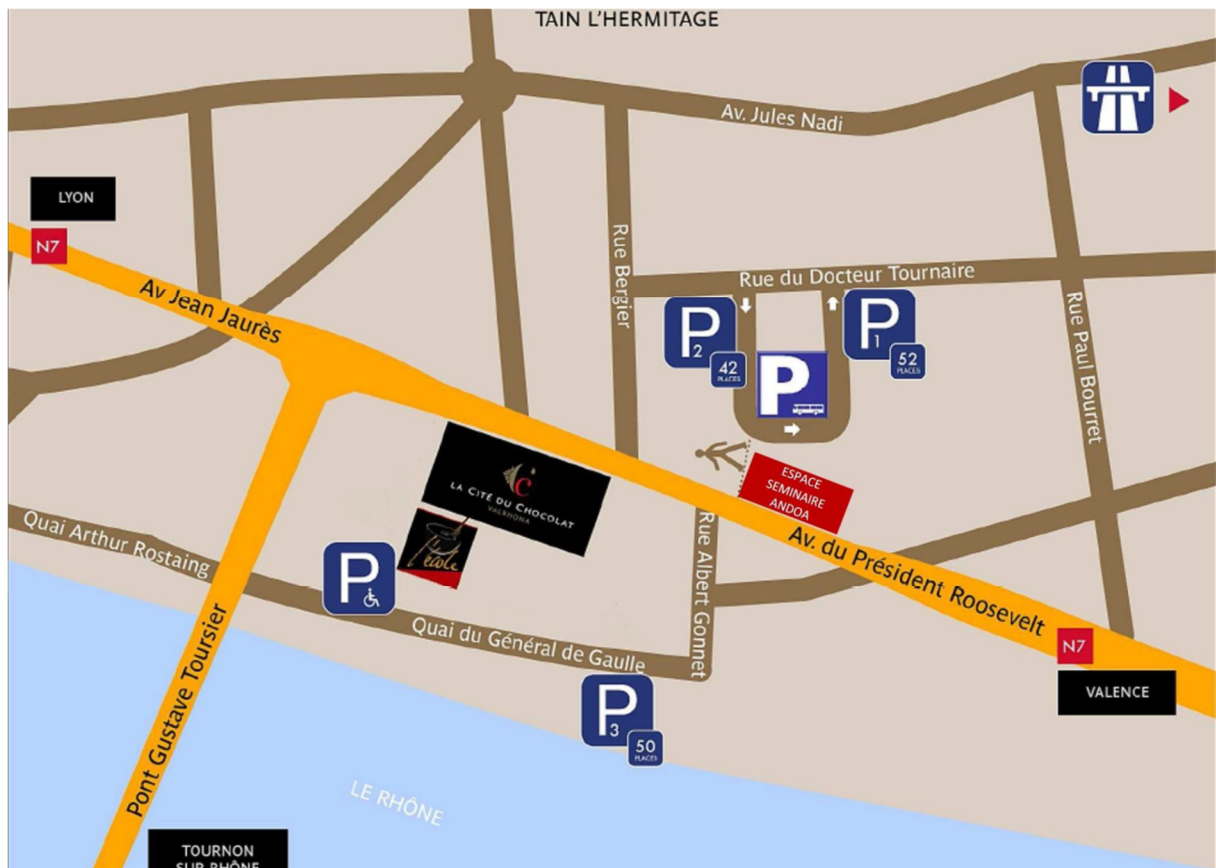 TAIN L'HERMITAGE
Av. Jules Nadi
LYON
N7
Av Jean Jaurès
Rue Bergier
Rue du Docteur Tournaire
P
2
42
PLACES
P
1
52
PLACES
P
Rue Paul Bourret
LA CITÉ DU CHOCOLAT
VALRHONA
l'école
ESPACE
SEMINAIRE
ANDOA
Quai Arthur Rostaing
P
Rue Albert Gonnet
Av. du Président Roosevelt
N7
VALENCE
Quai du Général de Gaulle
P
3
50
PLACES
Pont Gustave Toursier
LE RHÔNE
TOURNON
SUR RHÔNE